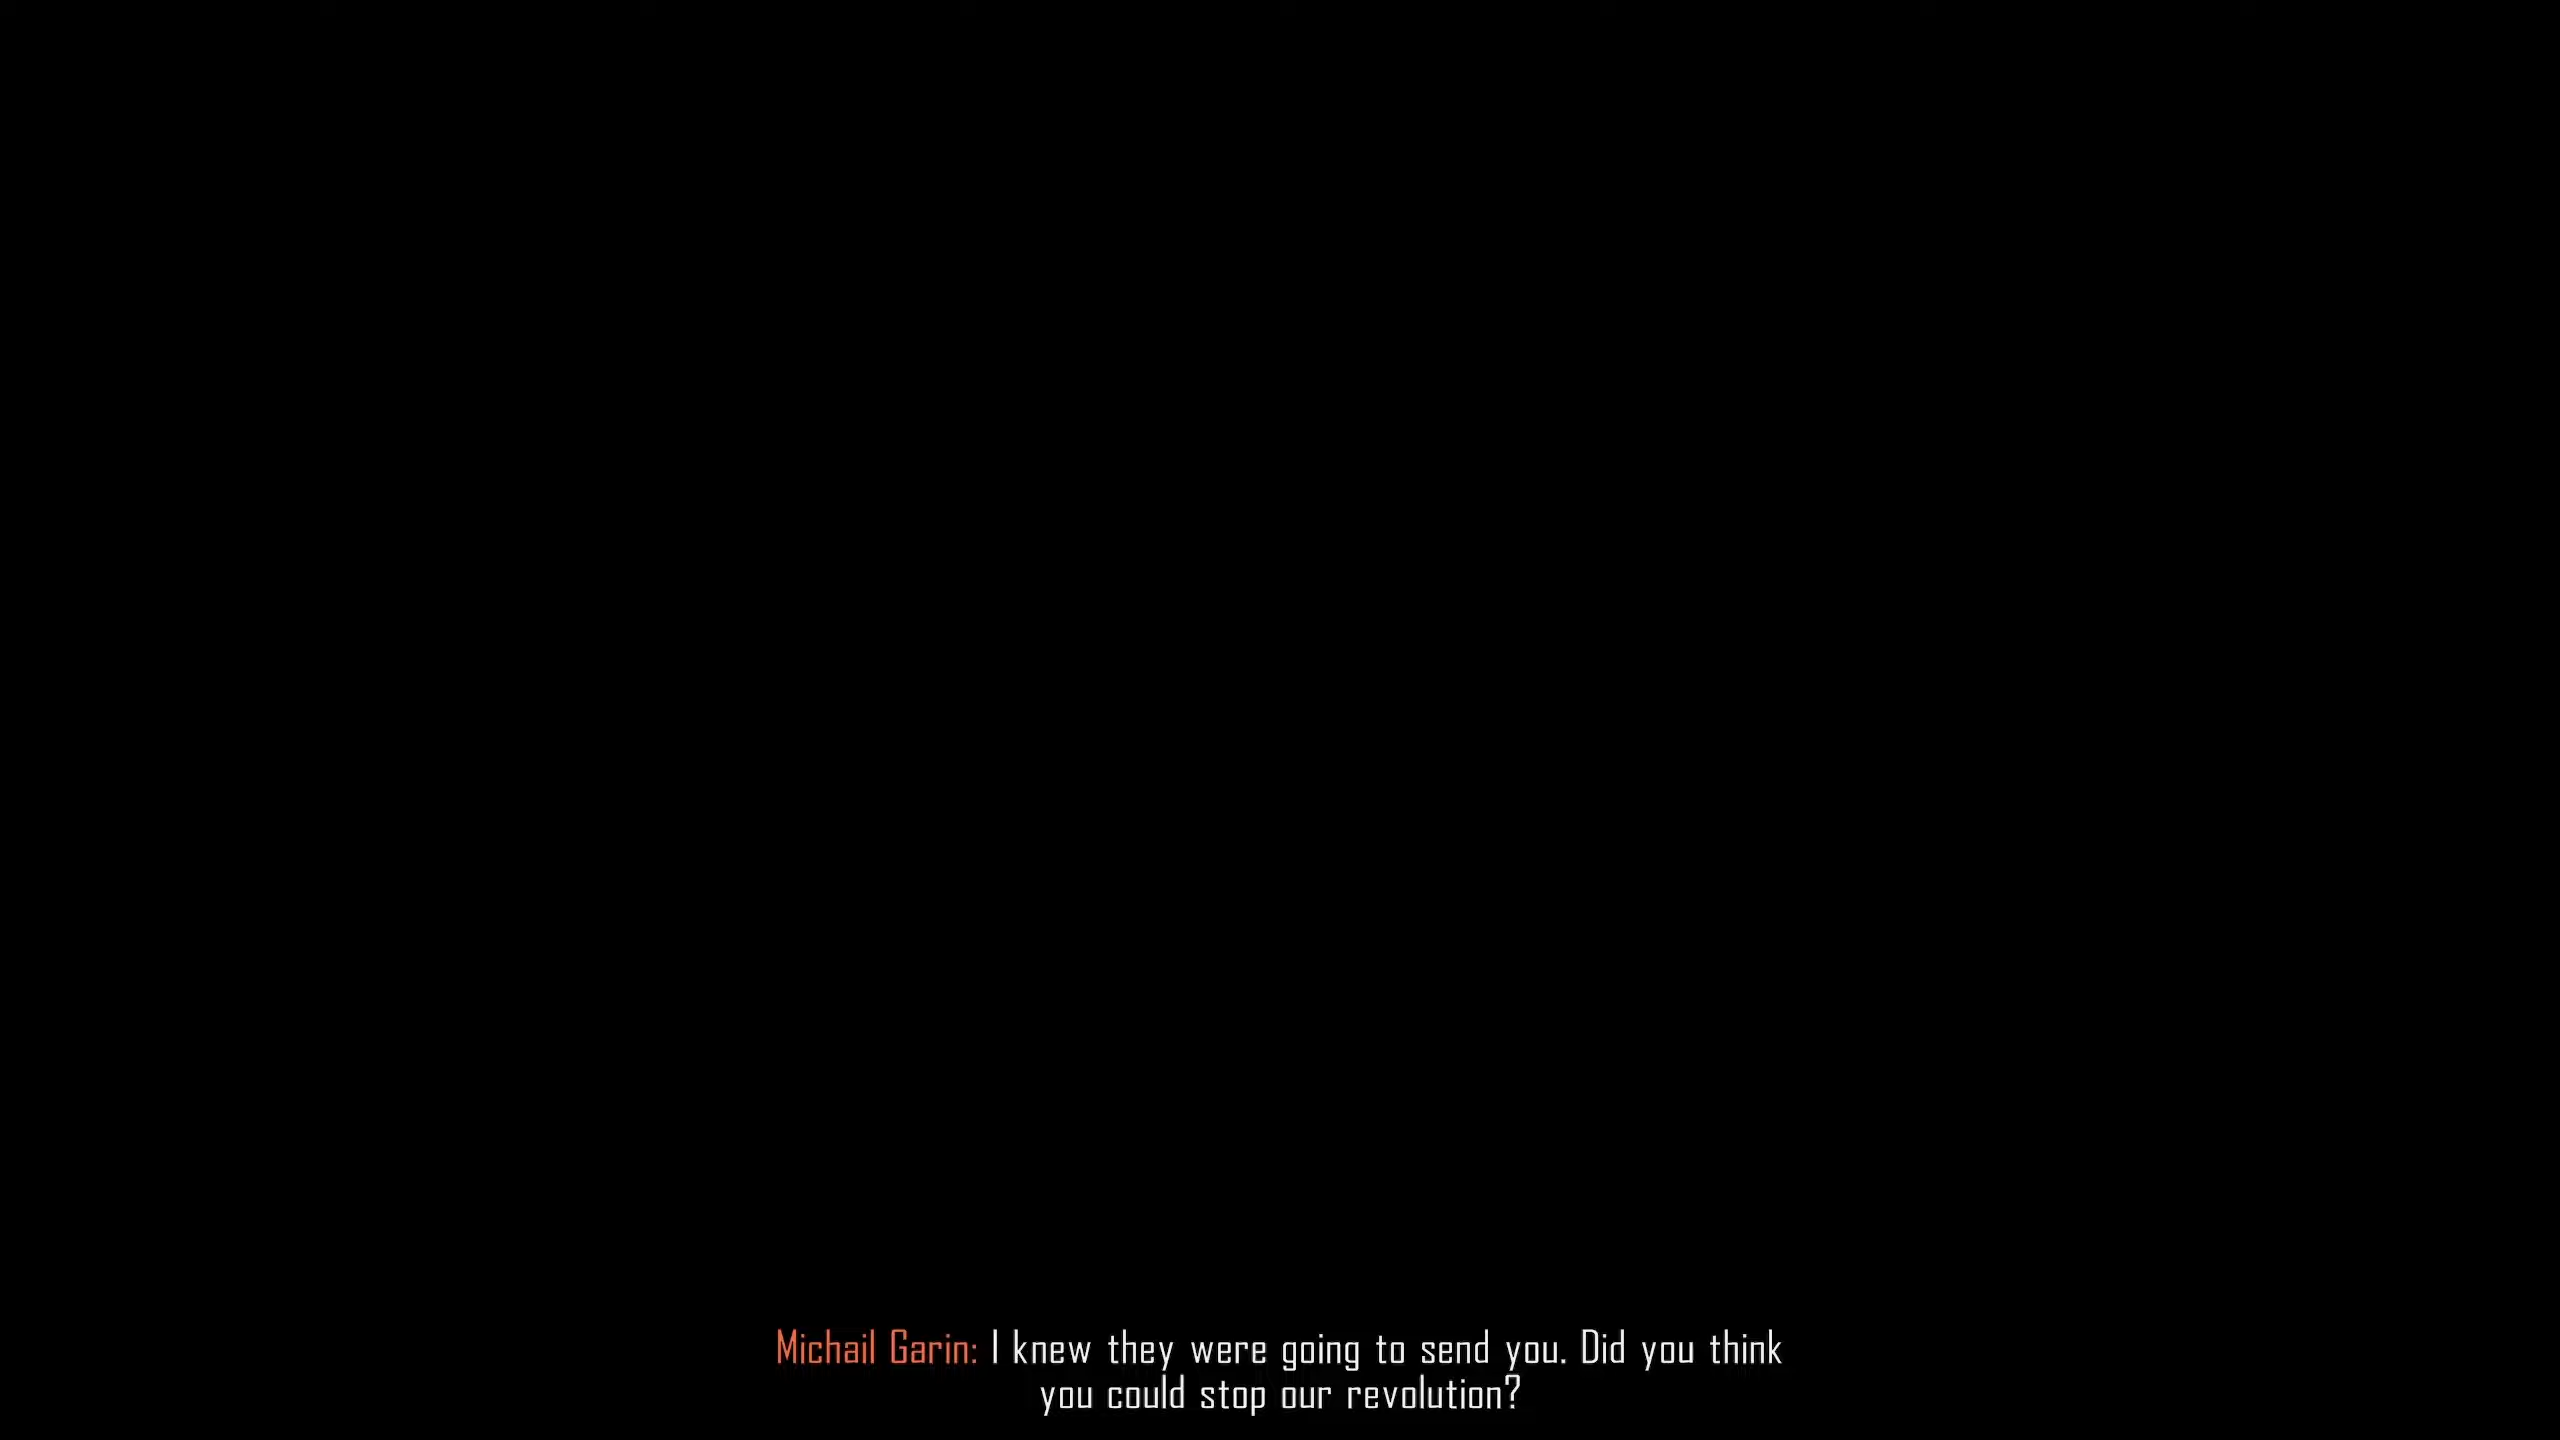 Michail Garin: I knew they were going to send you. Did you think
you could stop our revolution?